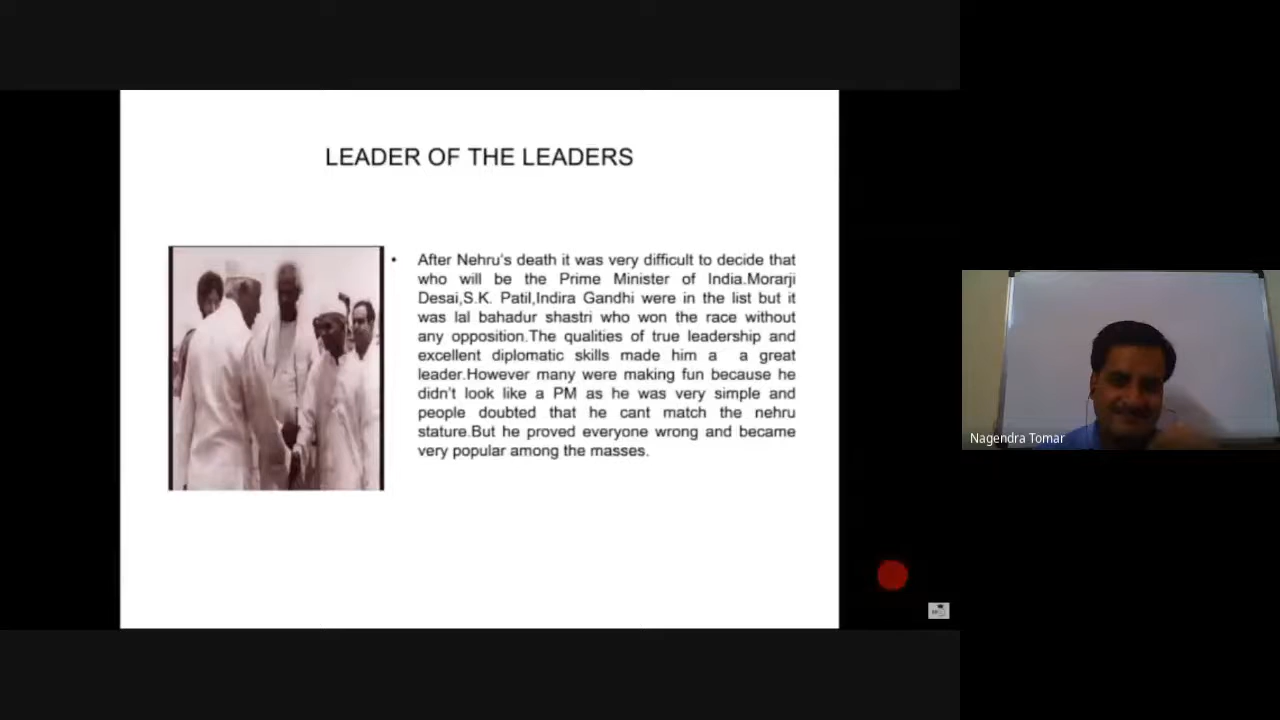 LEADER OF THE LEADERS
• After Nehru's death it was very difficult to decide that
who will be the Prime Minister of India.Morarji
Desai,S.K. Patil,Indira Gandhi were in the list but it
was lal bahadur shastri who won the race without
any opposition.The qualities of true leadership and
excellent diplomatic skills made him a a great
leader.However many were making fun because he
didn't look like a PM as he was very simple and
people doubted that he cant match the nehru
stature.But he proved everyone wrong and became
very popular among the masses.
Nagendra Tomar